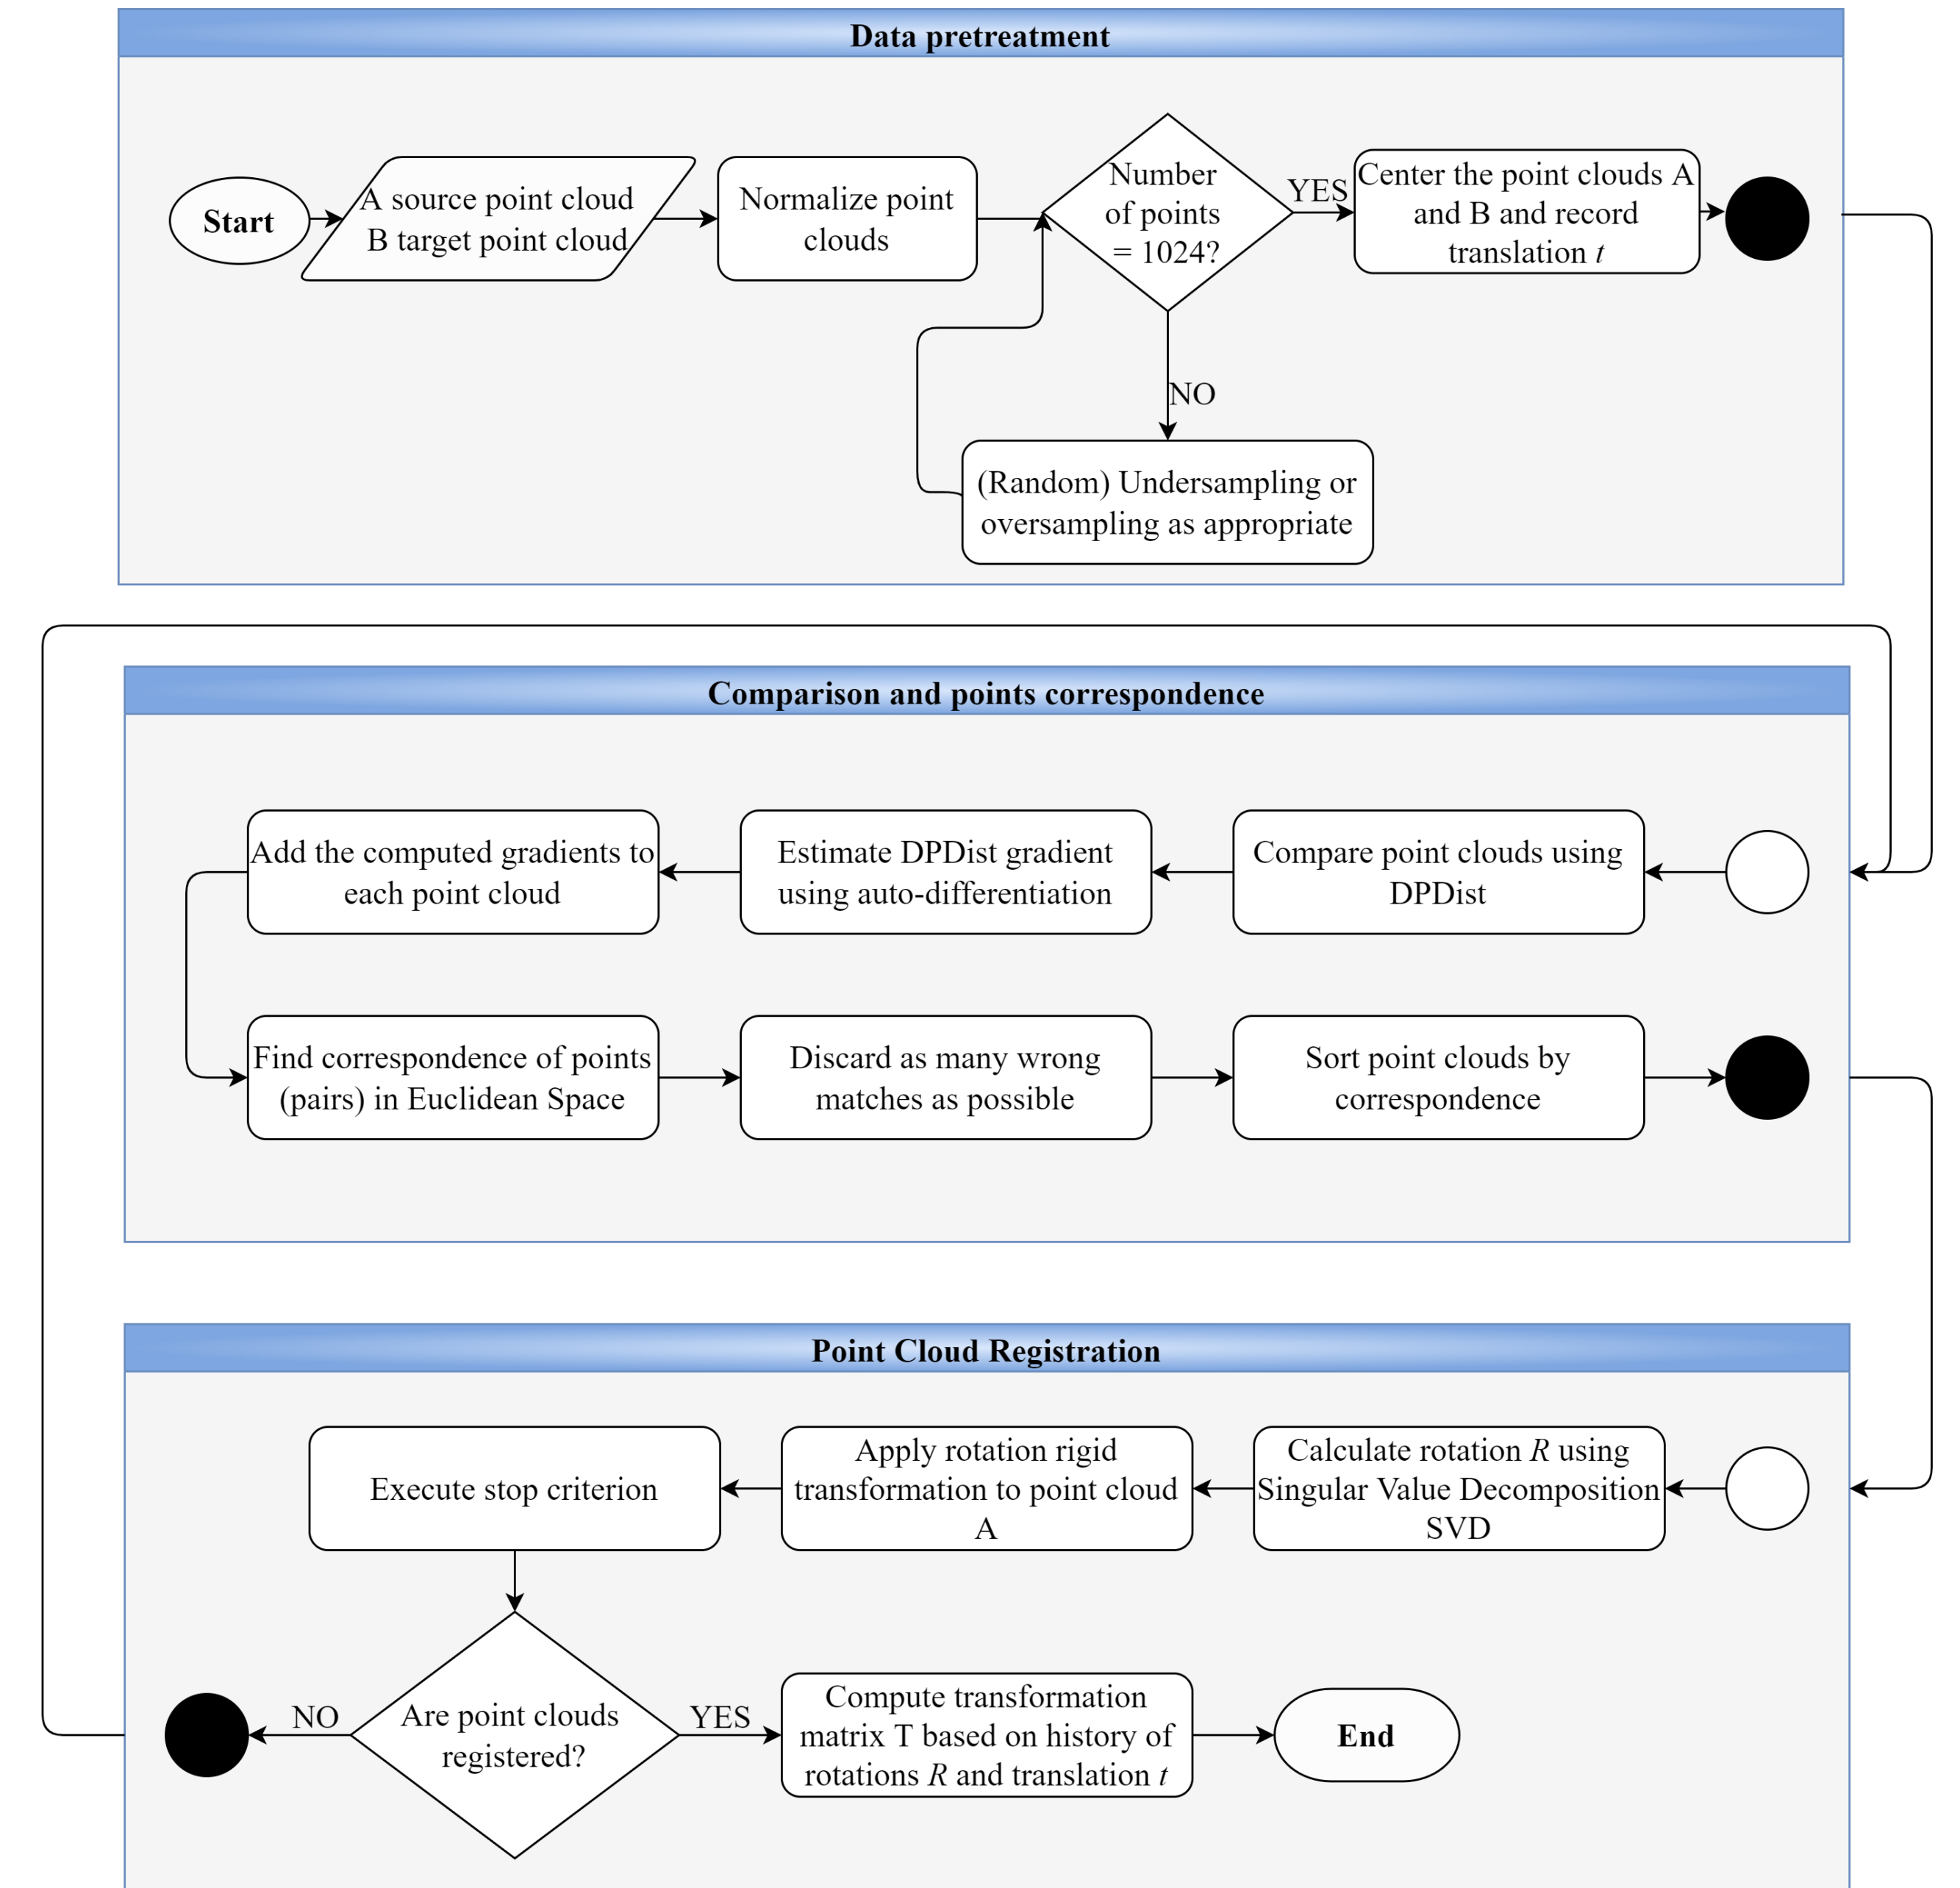 Data pretreatment
Start
A source point cloud
B target point cloud
Normalize point
clouds
Number
of points
= 1024?
YES
Center the point clouds A
and B and record
translation t
NO
(Random) Undersampling or
oversampling as appropriate
Comparison and points correspondence
Add the computed gradients to
each point cloud
Estimate DPDist gradient
using auto-differentiation
Compare point clouds using
DPDist
Find correspondence of points
(pairs) in Euclidean Space
Discard as many wrong
matches as possible
Sort point clouds by
correspondence
Point Cloud Registration
Execute stop criterion
Apply rotation rigid
transformation to point cloud
A
Calculate rotation R using
Singular Value Decomposition
SVD
NO
Are point clouds
registered?
YES
Compute transformation
matrix T based on history of
rotations R and translation t
End